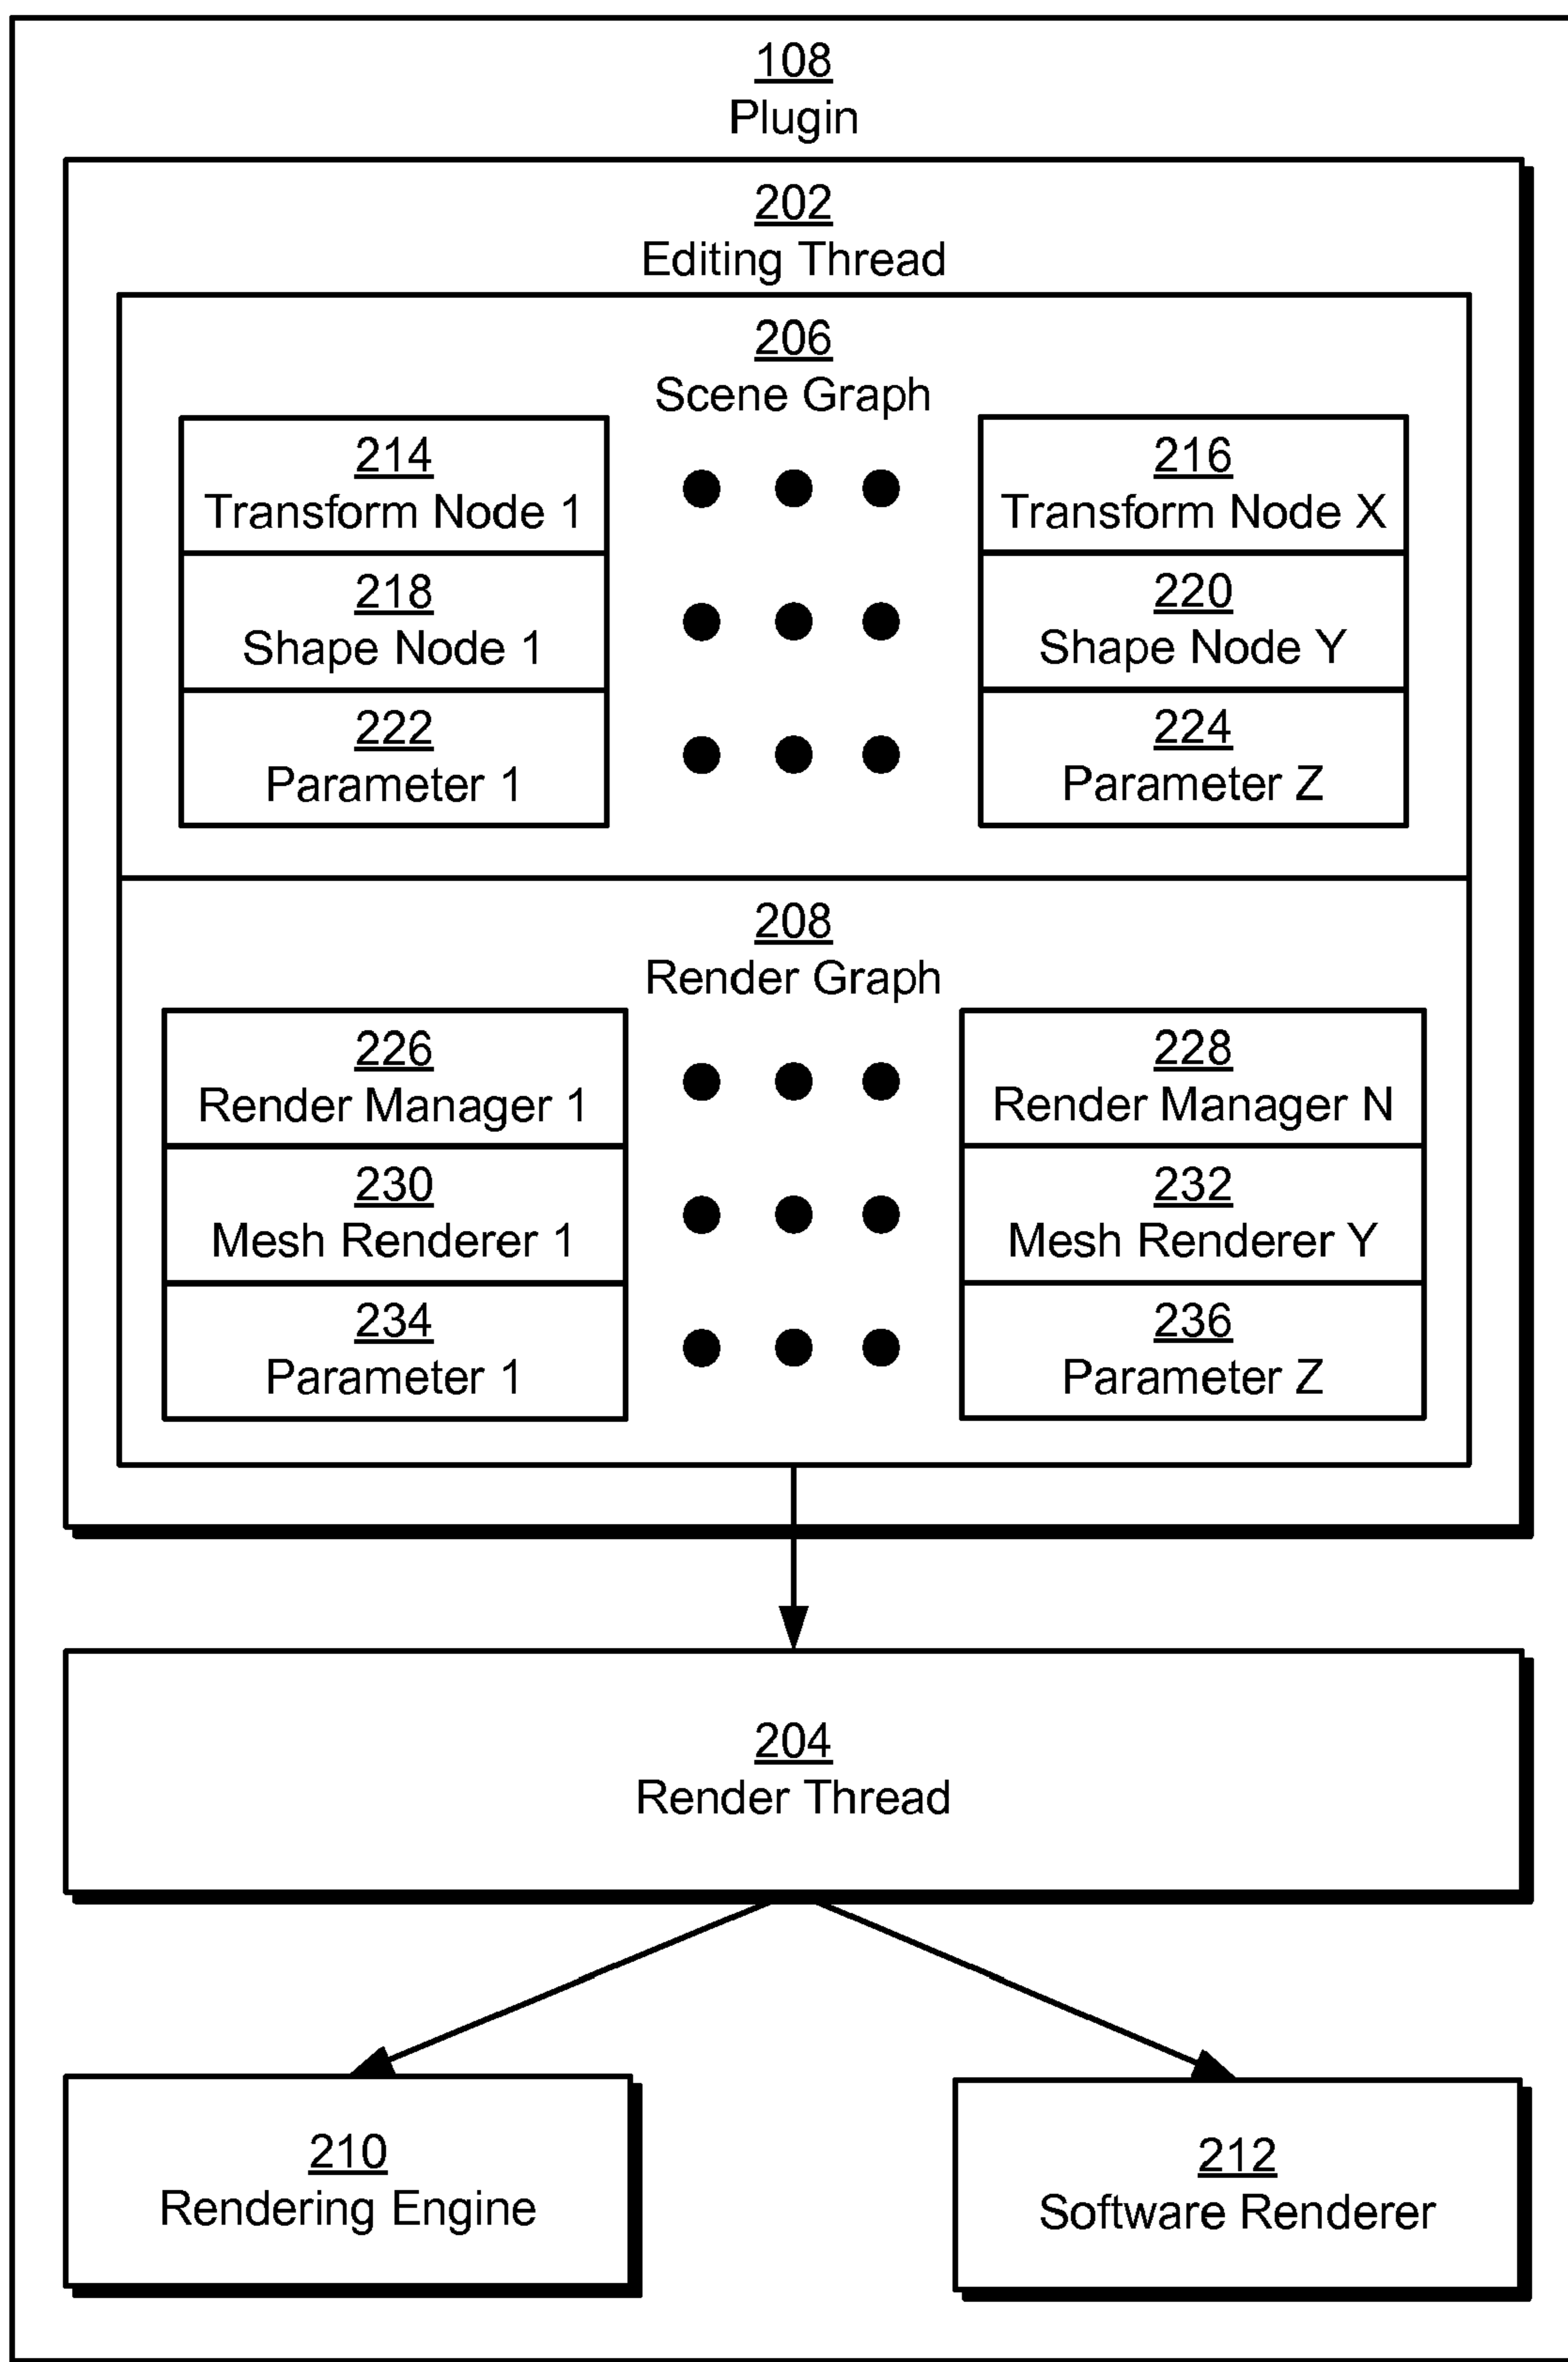 108
Plugin
202
Editing Thread
206
Scene Graph
214
Transform Node 1
218
Shape Node 1
222
Parameter 1
216
Transform Node X
220
Shape Node Y
224
Parameter Z
208
Render Graph
226
Render Manager 1
230
Mesh Renderer 1
234
Parameter 1
228
Render Manager N
232
Mesh Renderer Y
236
Parameter Z
204
Render Thread
210
Rendering Engine
212
Software Renderer